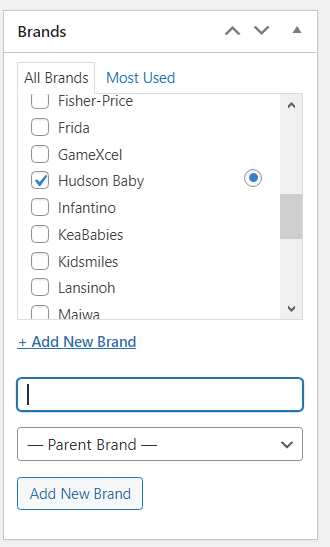 Brands
All Brands Most Used
Fisher-Price
Frida
GameXcel
Hudson Baby
Infantino
KeaBabies
Kidsmiles
Lansinoh
Maiwa
+ Add New Brand
— Parent Brand —
Add New Brand